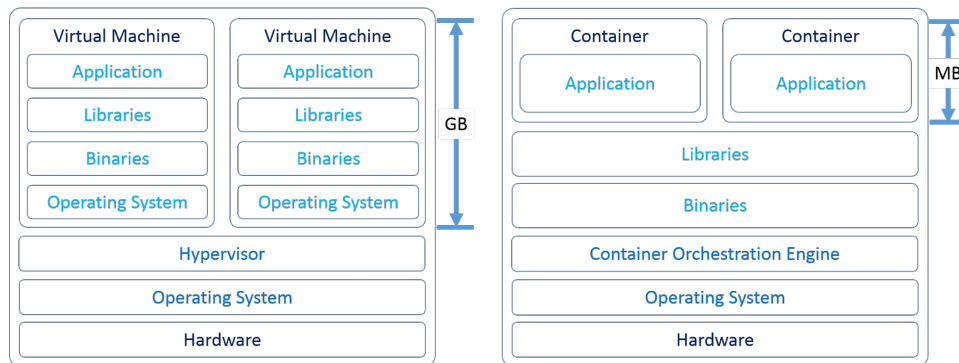 Virtual Machine
Application
Libraries
Binaries
Operating System
Virtual Machine
Application
Libraries
Binaries
Operating System
GB
Hypervisor
Operating System
Hardware
Container
Application
Container
Application
MB
Libraries
Binaries
Container Orchestration Engine
Operating System
Hardware